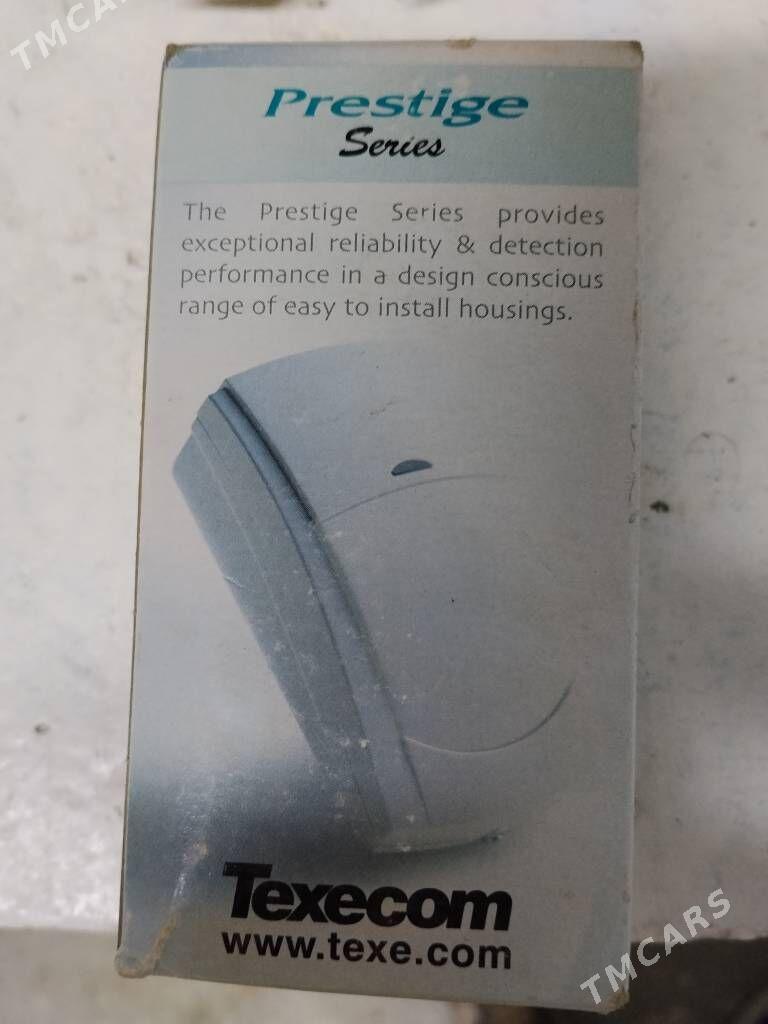 TMCARS
Prestige
Series
The Prestige Series provides
exceptional reliability & detection
performance in a design conscious
range of easy to install housings.
Texecom
www.texe.com
TMCARS